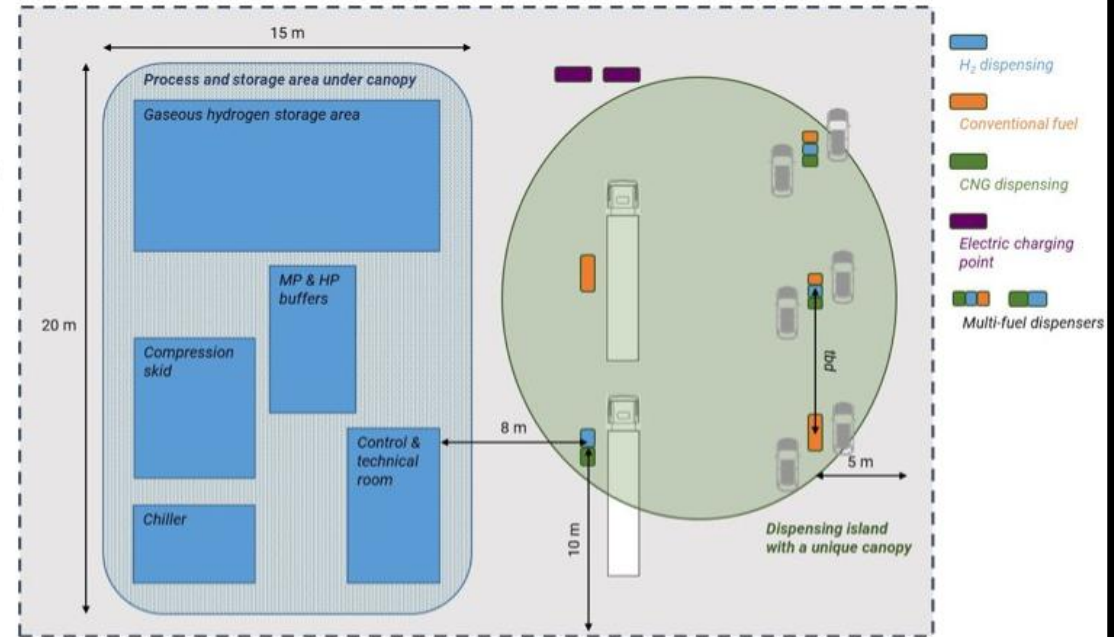 15 m
Process and storage area under canopy
Gaseous hydrogen storage area
MP & HP
buffers
20 m
Compression
skid
Control &
technical
room
Chiller
8 m
10 m
tbd
5 m
Dispensing island
with a unique canopy
H₂ dispensing
Conventional fuel
CNG dispensing
Electric charging
point
Multi-fuel dispensers